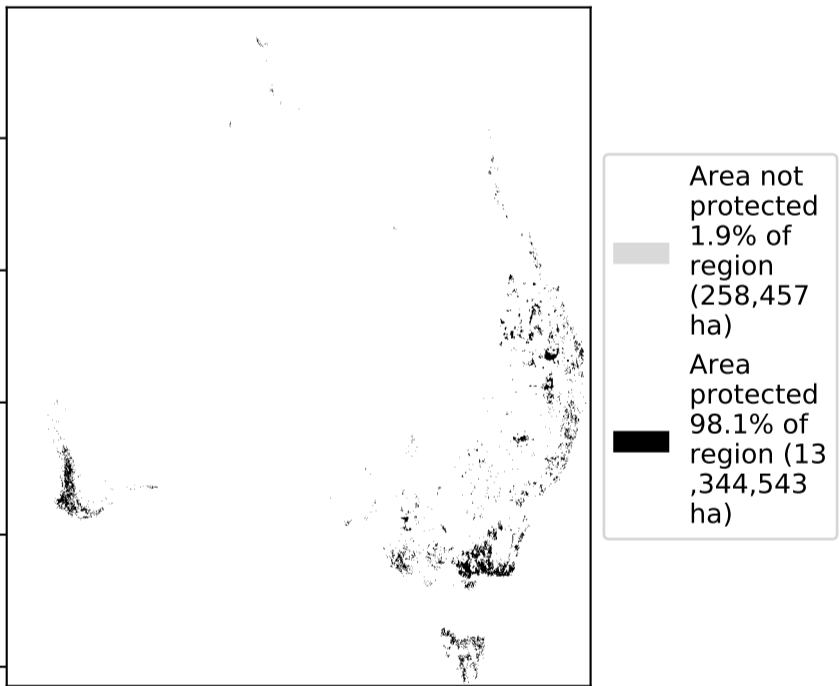 Area not
protected
1.9% of
region
(258,457
ha)
Area
protected
98.1% of
region (13
,344,543
ha)